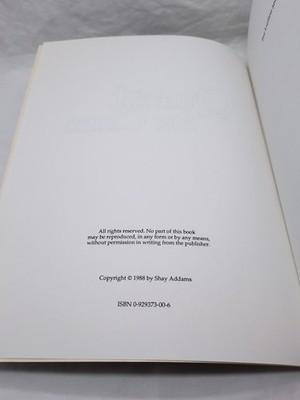 All rights reserved. No part of this book
may be reproduced, in any form or by any means,
without permission in writing from the publisher.
Copyright © 1988 by Shay Addams
ISBN 0-929373-00-6